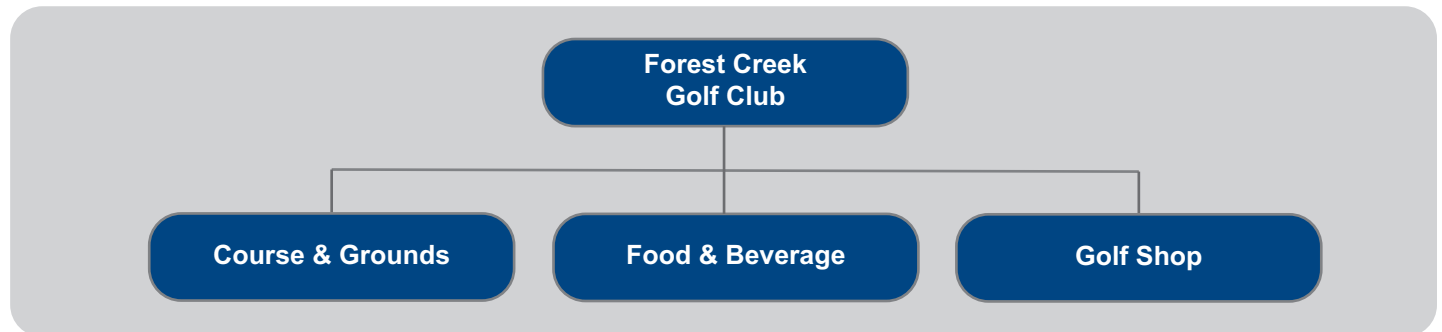 Forest Creek
Golf Club
Course & Grounds
Food & Beverage
Golf Shop